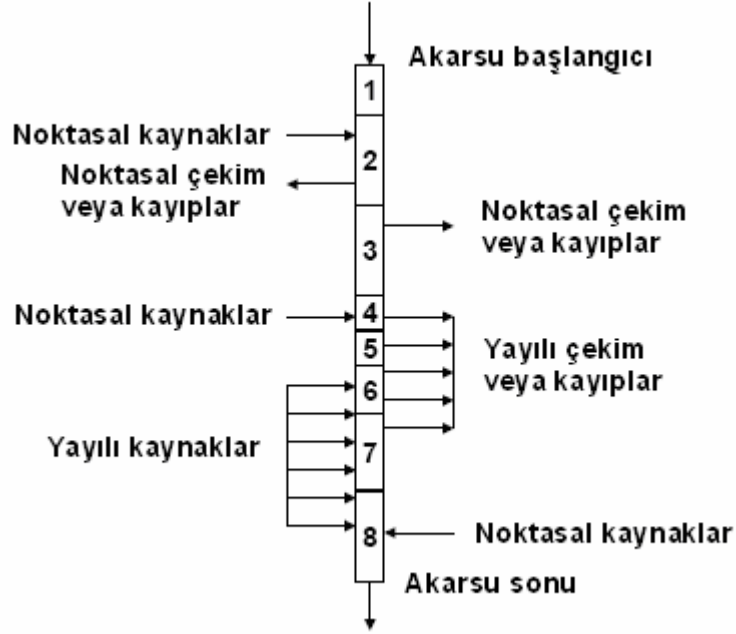 Akarsu başlangıcı
1
Noktasal kaynaklar
2
Noktasal çekim
veya kayıplar
Noktasal çekim
veya kayıplar
3
Noktasal kaynaklar
4
5
Yayılı çekim
veya kayıplar
6
Yayılı kaynaklar
7
8
Noktasal kaynaklar
Akarsu sonu